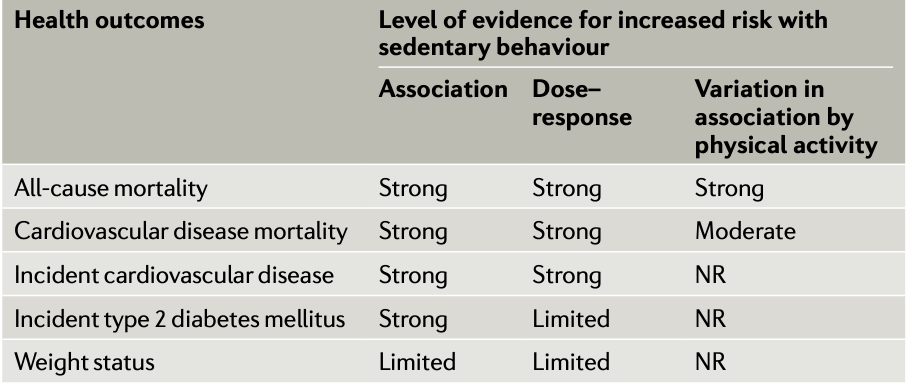 Health outcomes
Level of evidence for increased risk with
sedentary behaviour
Association
Dose–
response
Variation in
association by
physical activity
All-cause mortality Strong Strong Strong
Cardiovascular disease mortality Strong Strong Moderate
Incident cardiovascular disease Strong Strong NR
Incident type 2 diabetes mellitus Strong Limited NR
Weight status Limited Limited NR